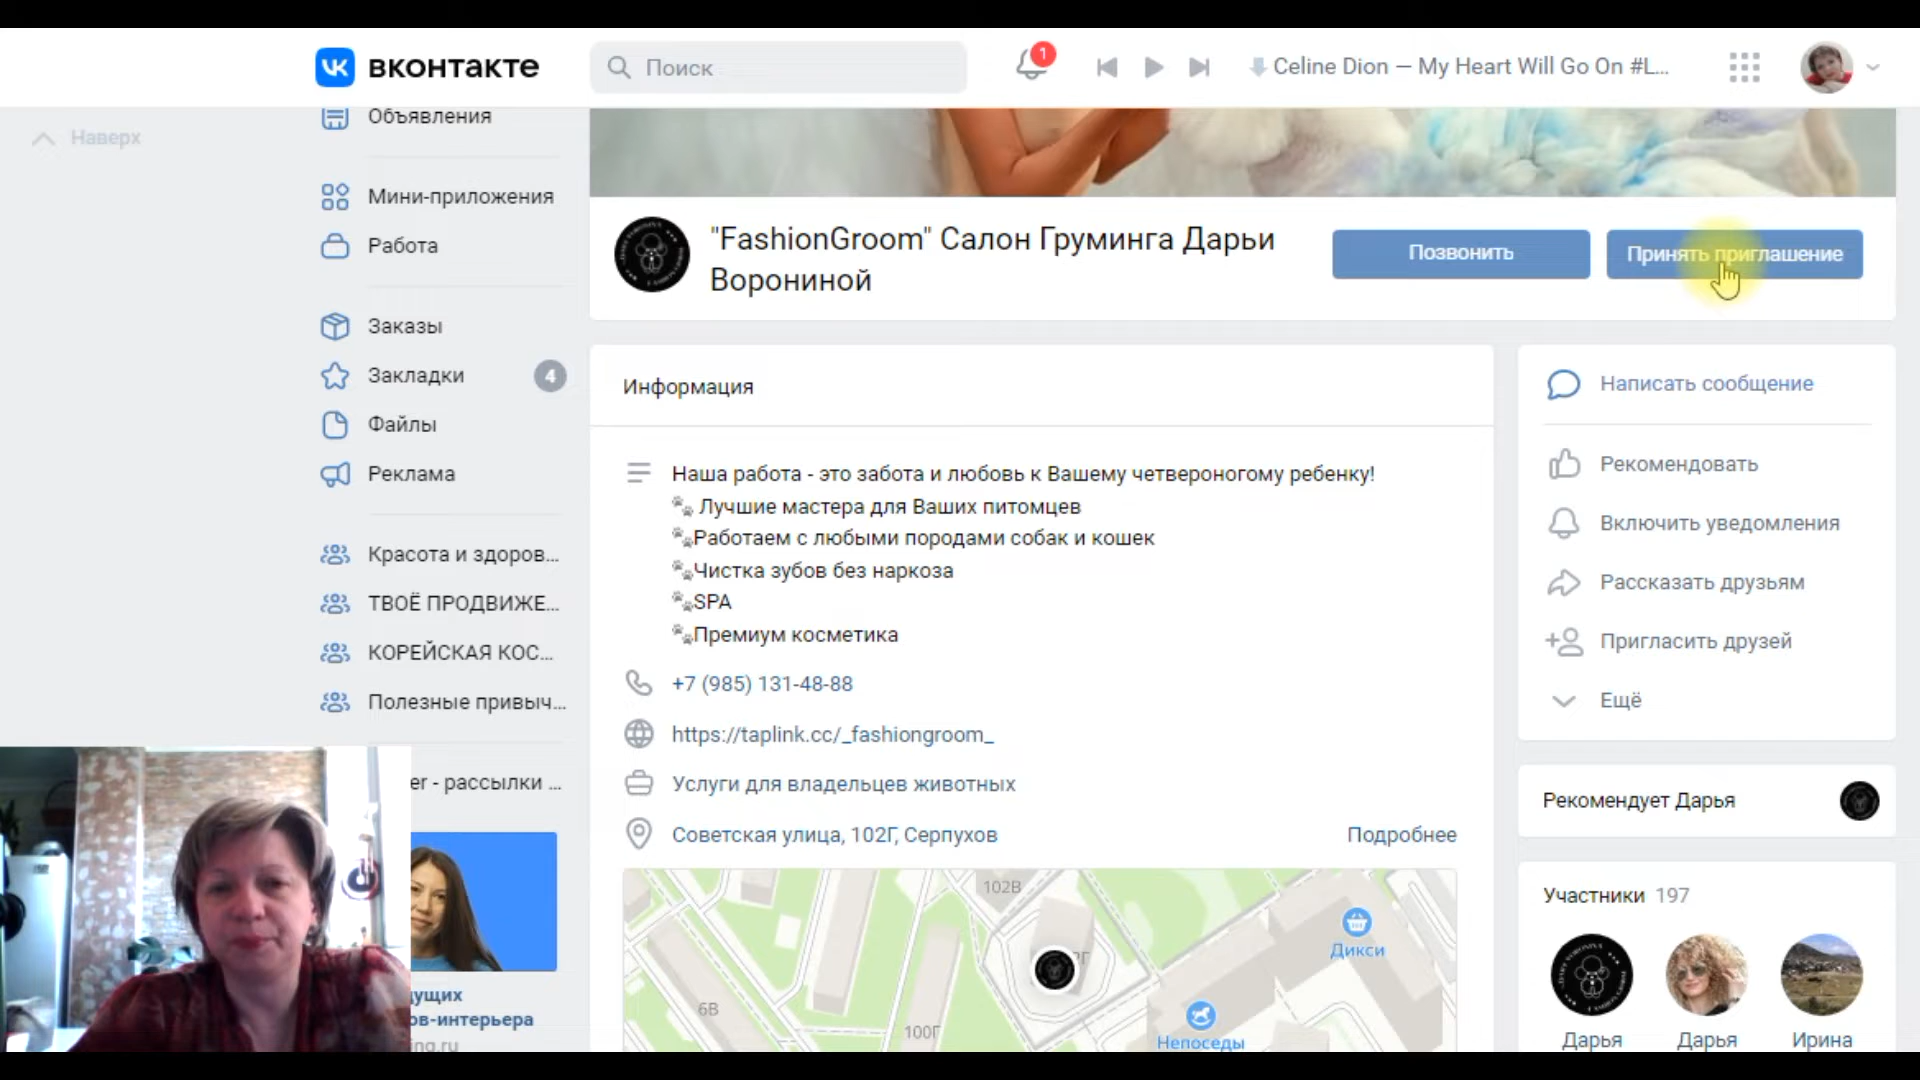 вконтакте
Поиск
1
Celine Dion — My Heart Will Go On #L...
Наверх
Объявления
Мини-приложения
Работа
Заказы
Закладки 4
Файлы
Реклама
Красота и здоров...
ТВОЁ ПРОДВИЖЕ...
КОРЕЙСКАЯ КОС...
Полезные привыч...
er - рассылки ...
ущих
ов-интерьера
ing.ru
"FashionGroom" Салон Груминга Дарьи
Ворониной
Позвонить
Принять приглашение
Информация
Наша работа - это забота и любовь к Вашему четвероногому ребенку!
Лучшие мастера для Ваших питомцев
Работаем с любыми породами собак и кошек
Чистка зубов без наркоза
SPA
Премиум косметика
+7 (985) 131-48-88
https://taplink.cc/_fashiongroom_
Услуги для владельцев животных
Советская улица, 102Г, Серпухов
Подробнее
102В
Дикси
6В
100Г
Непоседы
Написать сообщение
Рекомендовать
Включить уведомления
Рассказать друзьям
Пригласить друзей
Ещё
Рекомендует Дарья
Участники 197
Дарья
Дарья
Ирина